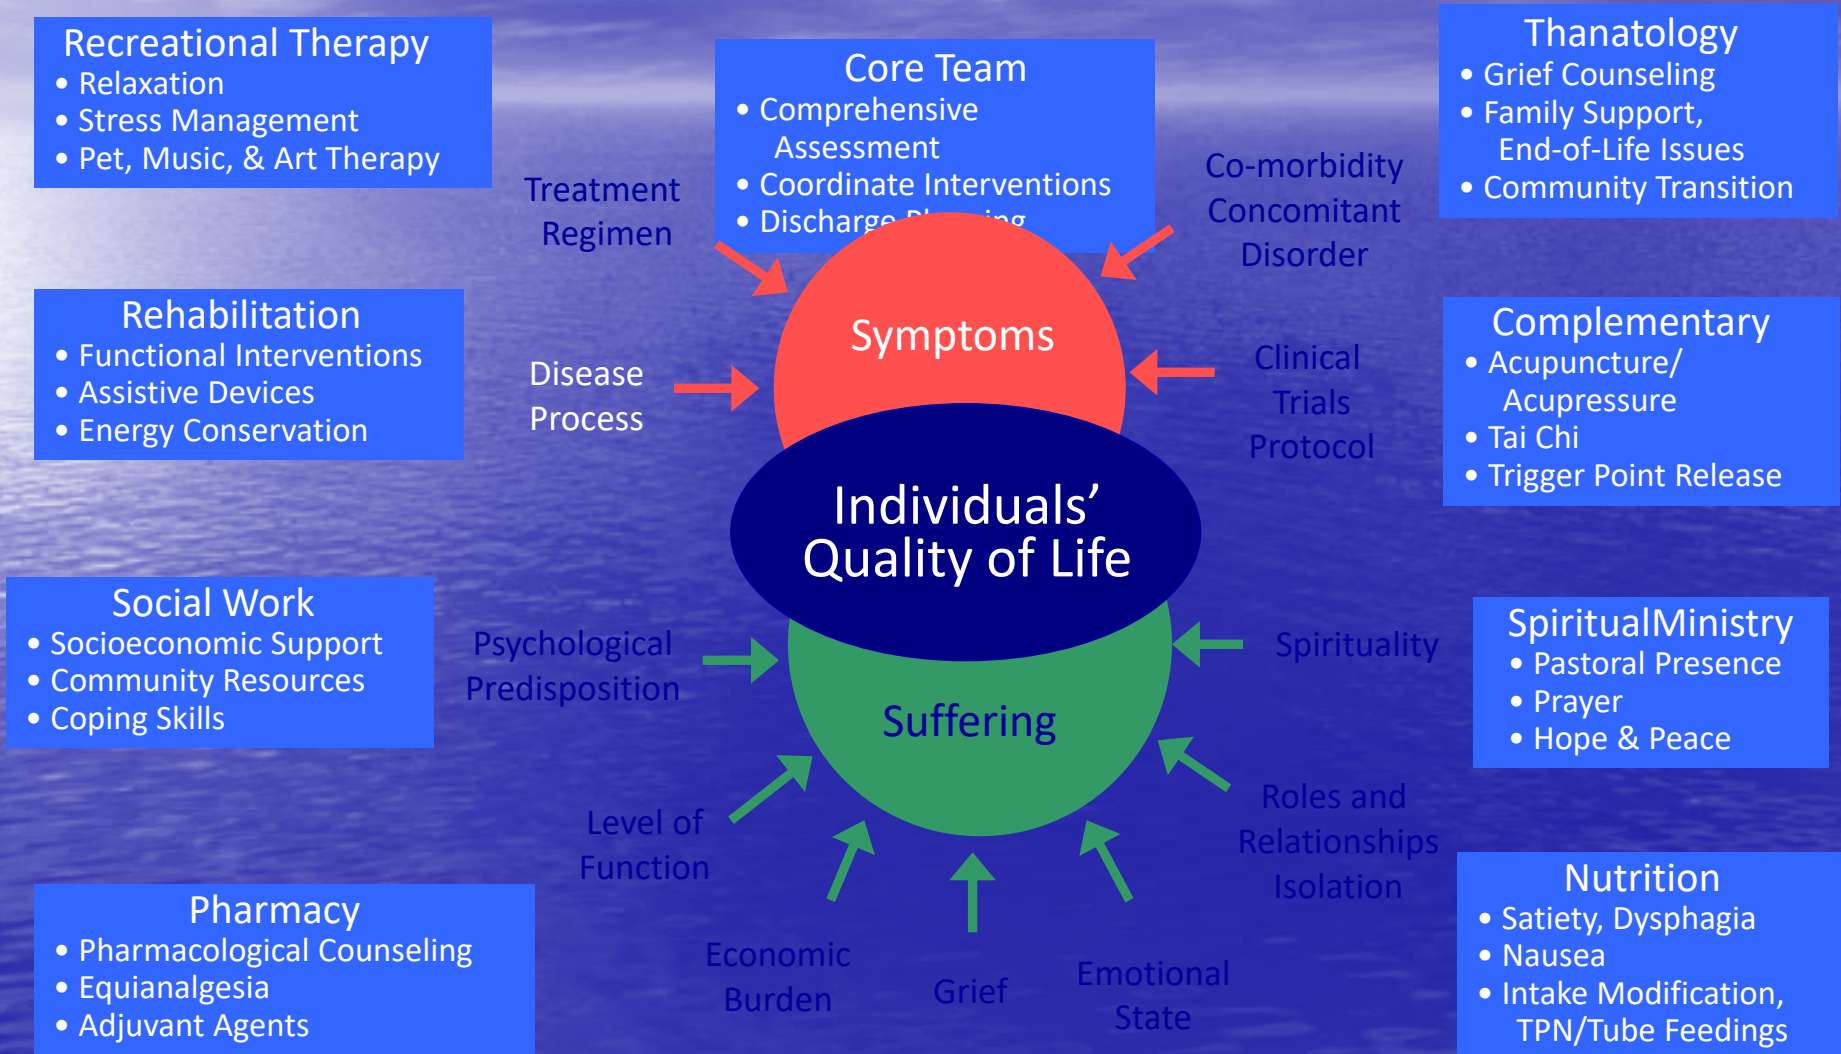 Recreational Therapy
• Relaxation
• Stress Management
• Pet, Music, & Art Therapy
Core Team
• Comprehensive
Assessment
• Coordinate Interventions
• Discharge
Thanatology
• Grief Counseling
• Family Support,
End-of-Life Issues
• Community Transition
Treatment
Regimen
Co-morbidity
Concomitant
Disorder
Rehabilitation
• Functional Interventions
• Assistive Devices
• Energy Conservation
Disease
Process
Symptoms
Clinical
Trials
Protocol
Complementary
• Acupuncture/
Acupressure
• Tai Chi
• Trigger Point Release
Individuals’
Quality of Life
Social Work
• Socioeconomic Support
• Community Resources
• Coping Skills
Psychological
Predisposition
Suffering
Spirituality
SpiritualMinistry
• Pastoral Presence
• Prayer
• Hope & Peace
Level of
Function
Roles and
Relationships
Isolation
Pharmacy
• Pharmacological Counseling
• Equianalgesia
• Adjuvant Agents
Economic
Burden
Grief
Emotional
State
Nutrition
• Satiety, Dysphagia
• Nausea
• Intake Modification,
TPN/Tube Feedings